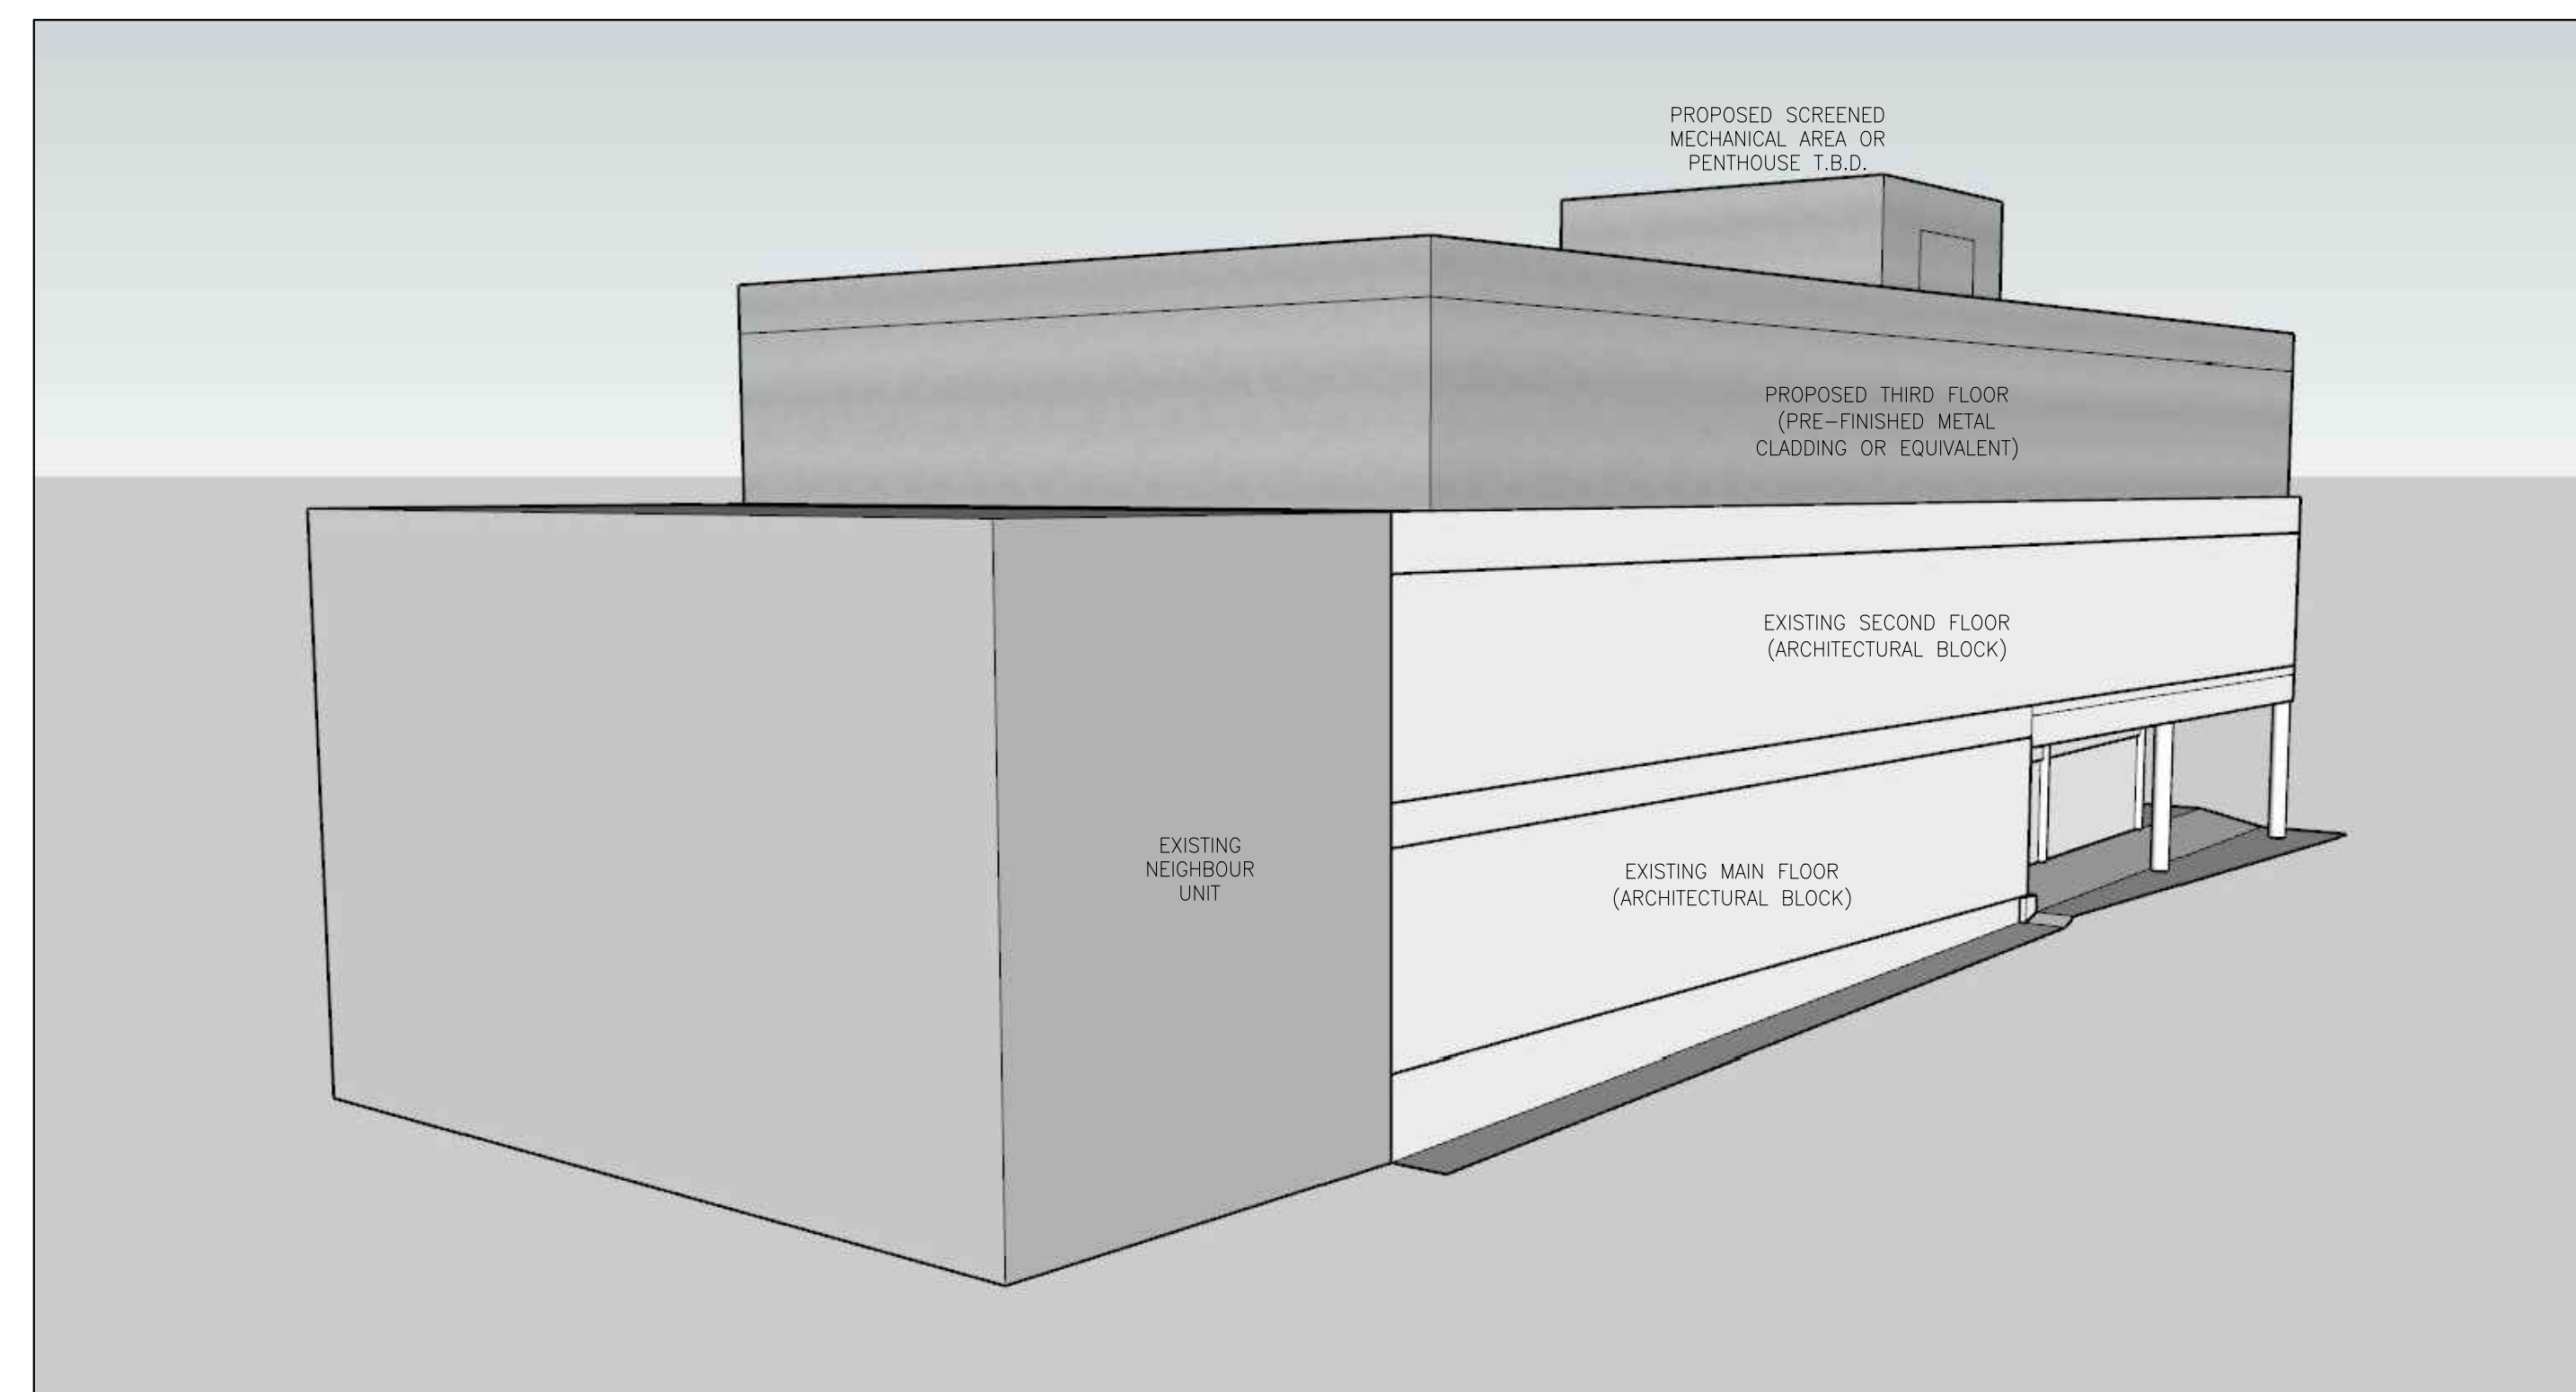 PROPOSED SCREENED
MECHANICAL AREA OR
PENTHOUSE T.B.D.
PROPOSED THIRD FLOOR
(PRE-FINISHED METAL
CLADDING OR EQUIVALENT)
EXISTING SECOND FLOOR
(ARCHITECTURAL BLOCK)
EXISTING
NEIGHBOUR
UNIT
EXISTING MAIN FLOOR
(ARCHITECTURAL BLOCK)